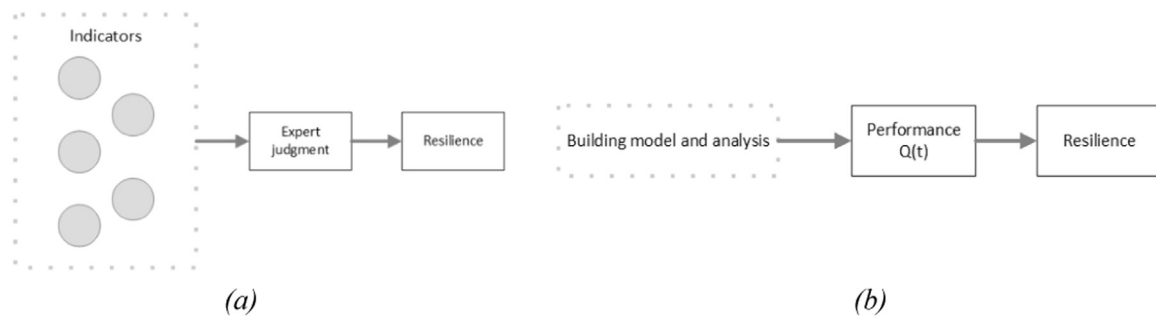 Indicators
Expert
judgment
Resilience
(a)
Building model and analysis
Performance
Q(t)
Resilience
(b)